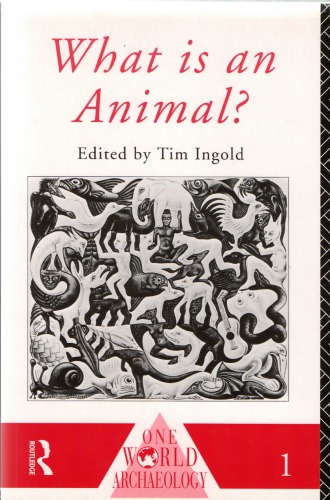 What is an
Animal?
Edited by Tim Ingold
R
ROUTLEDGE
ONE
WORLD
ARCHAEOLOGY
1